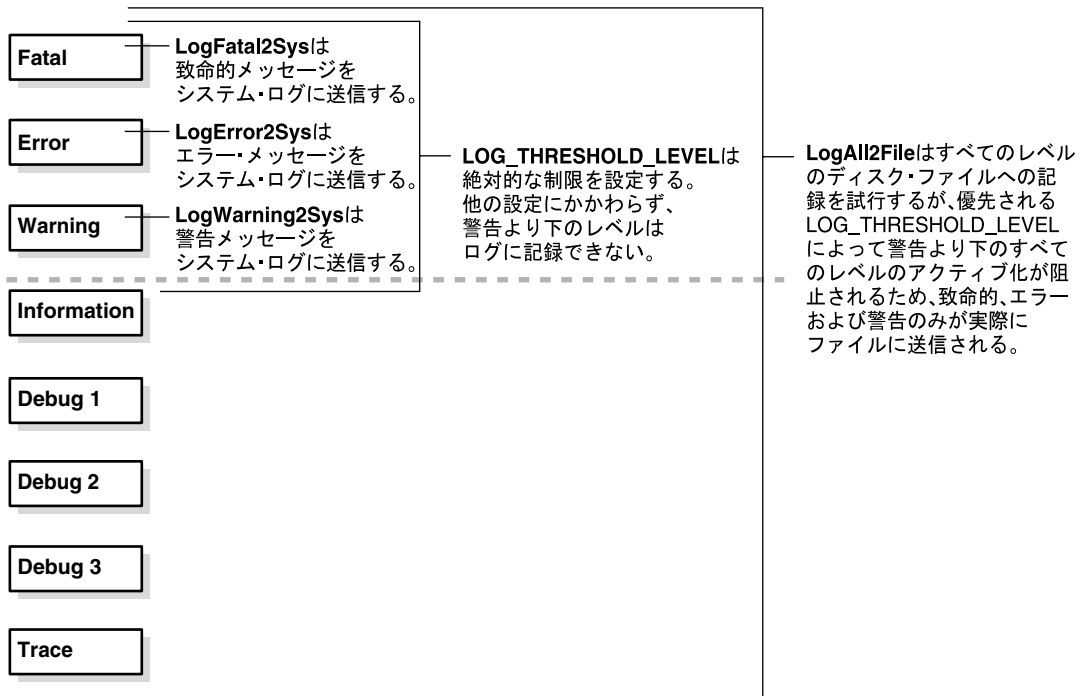 Fatal
LogFatal2Sysは
致命的メッセージを
システム・ログに送信する。
Error
LogError2Sysは
エラー・メッセージを
システム・ログに送信する。
Warning
LogWarning2Sysは
警告メッセージを
システム・ログに送信する。
LOG_THRESHOLD_LEVELは
絶対的な制限を設定する。
他の設定にかかわらず、
警告より下のレベルは
ログに記録できない。
LogAll2Fileはすべてのレベル
のディスク・ファイルへの記
録を試行するが、優先される
LOG_THRESHOLD_LEVEL
によって警告より下のすべて
のレベルのアクティブ化が阻
止されるため、致命的、エラー
および警告のみが実際に
ファイルに送信される。
Information
Debug 1
Debug 2
Debug 3
Trace